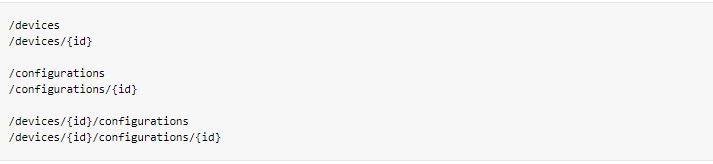 /devices
/devices/{id}
/configurations
/configurations/{id}
/devices/{id}/configurations
/devices/{id}/configurations/{id}